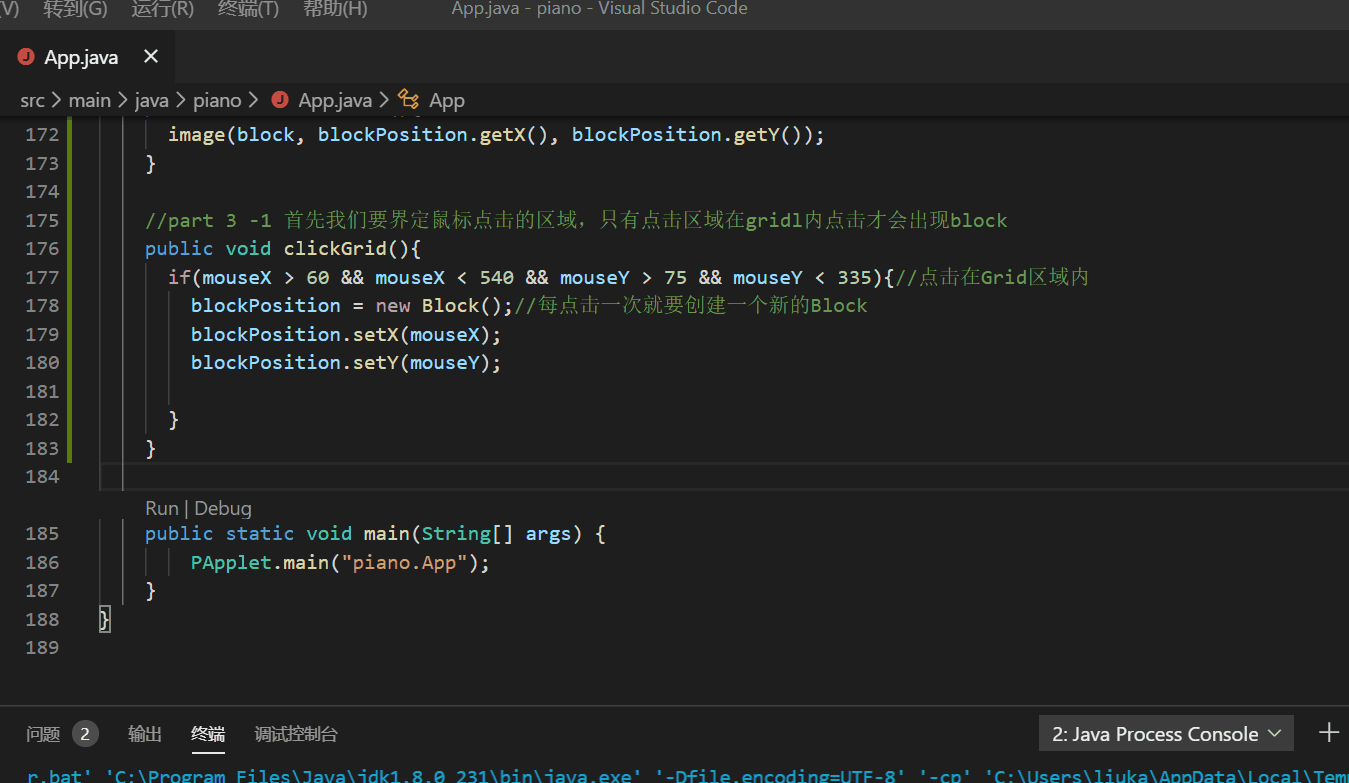 转到(G) 运行(R) 终端(T) 帮助(H) App.java - piano - Visual Studio Code
J App.java
src > main > java > piano > J App.java > App
172 image(block, blockPosition.getX(), blockPosition.getY());
173 }
174
175 //part 3 -1 首先我们要界定鼠标点击的区域，只有点击区域在gridl内点击才会出现block
176 public void clickGrid(){
177 if(mouseX > 60 && mouseX < 540 && mouseY > 75 && mouseY < 335){//点击在Grid区域内
178 blockPosition = new Block();//每点击一次就要创建一个新的Block
179 blockPosition.setX(mouseX);
180 blockPosition.setY(mouseY);
181
182 }
183 }
184
Run | Debug
185 public static void main(String[] args) {
186 PApplet.main("piano.App");
187 }
188 }
189
问题 2 输出 终端 调试控制台 2: Java Process Console
r.bat' 'C:\Program Files\Java\jdk1.8.0_231\bin\java.exe' '-Dfile.encoding=UTF-8' '-cp' 'C:\Users\liuka\AppData\Local\Tem